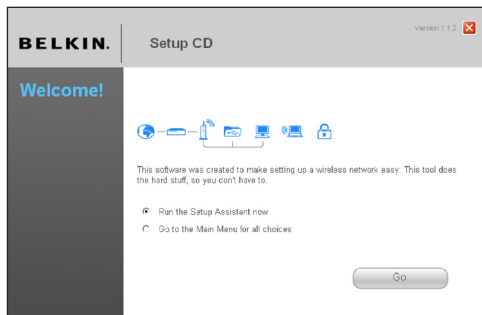 Version 1.1.2
BELKIN.
Setup CD
Welcome!
This software was created to make setting up a wireless network easy. This tool does
the hard stuff, so you don't have to.
Run the Setup Assistant now
Go to the Main Menu for all choices
Go